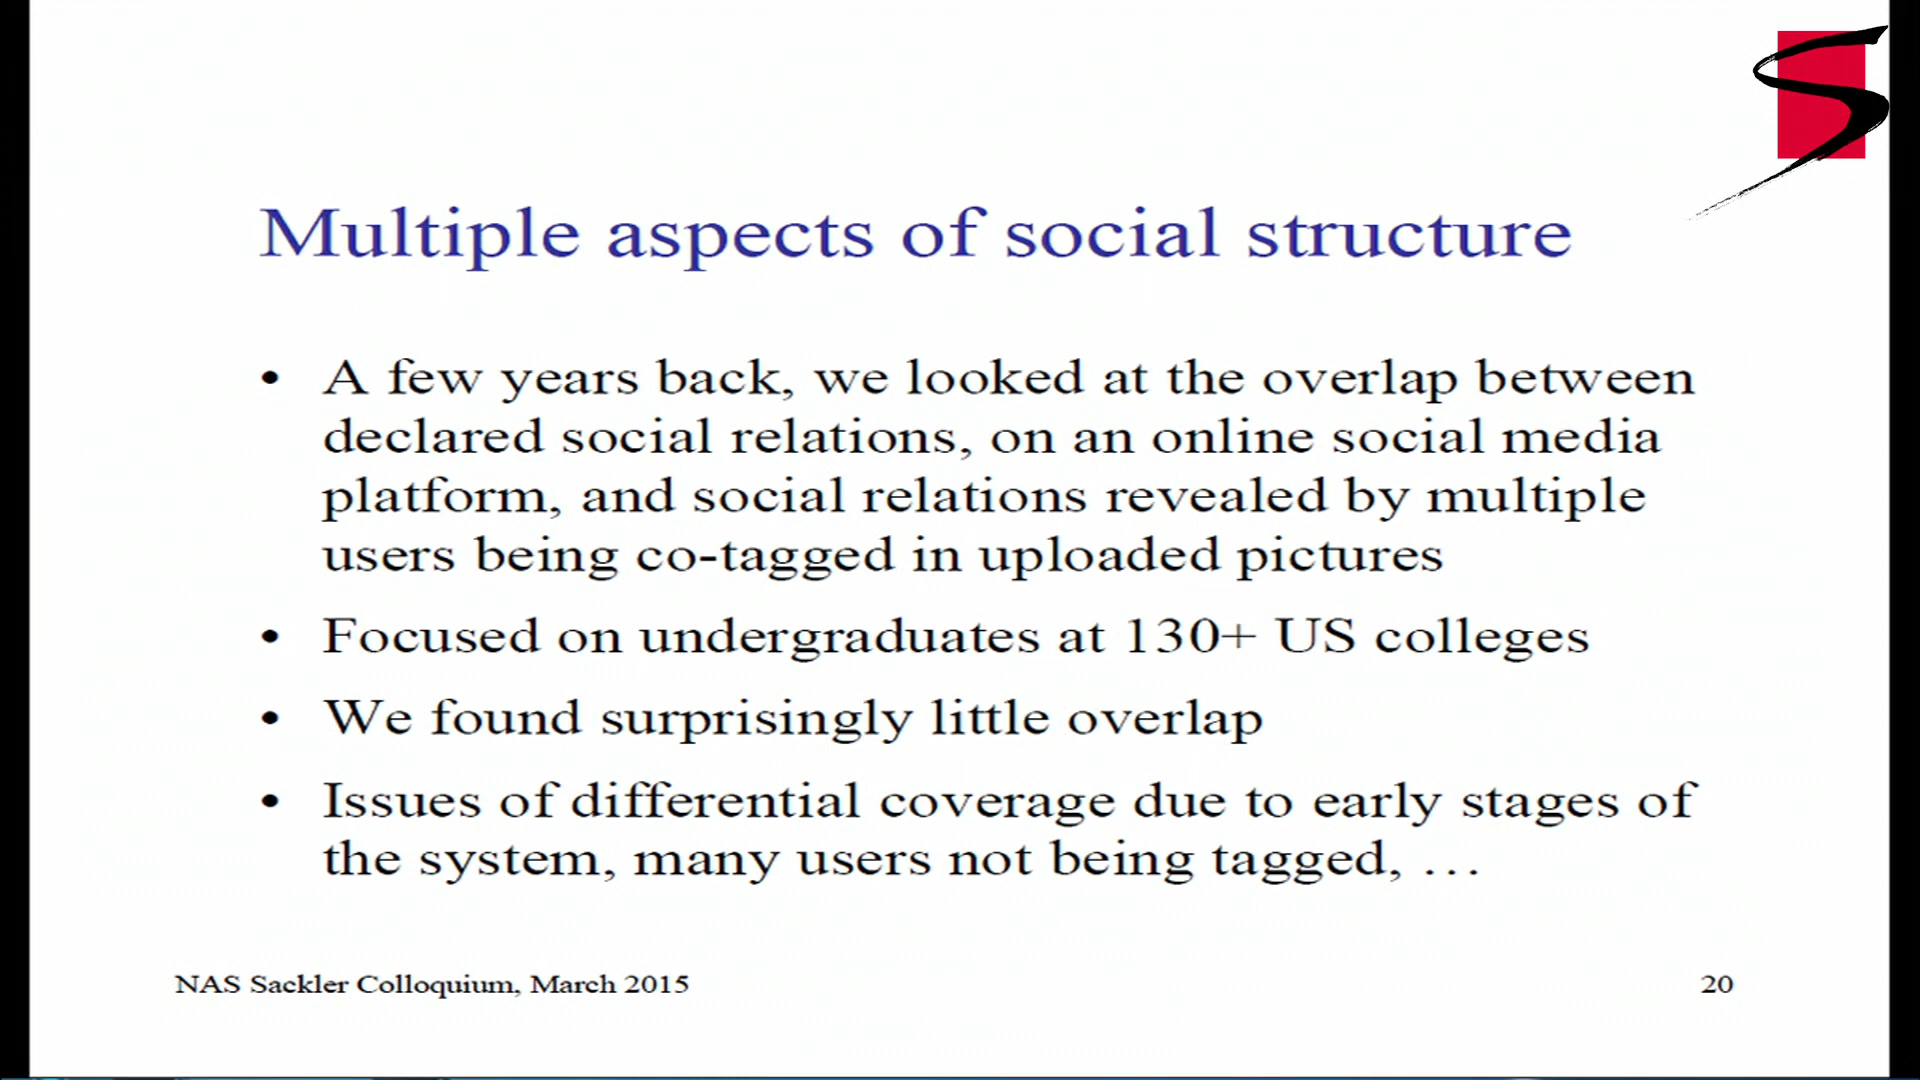 Multiple aspects of social structure
• A few years back, we looked at the overlap between
declared social relations, on an online social media
platform, and social relations revealed by multiple
users being co-tagged in uploaded pictures
• Focused on undergraduates at 130+ US colleges
• We found surprisingly little overlap
• Issues of differential coverage due to early stages of
the system, many users not being tagged, …
NAS Sackler Colloquium, March 2015
20